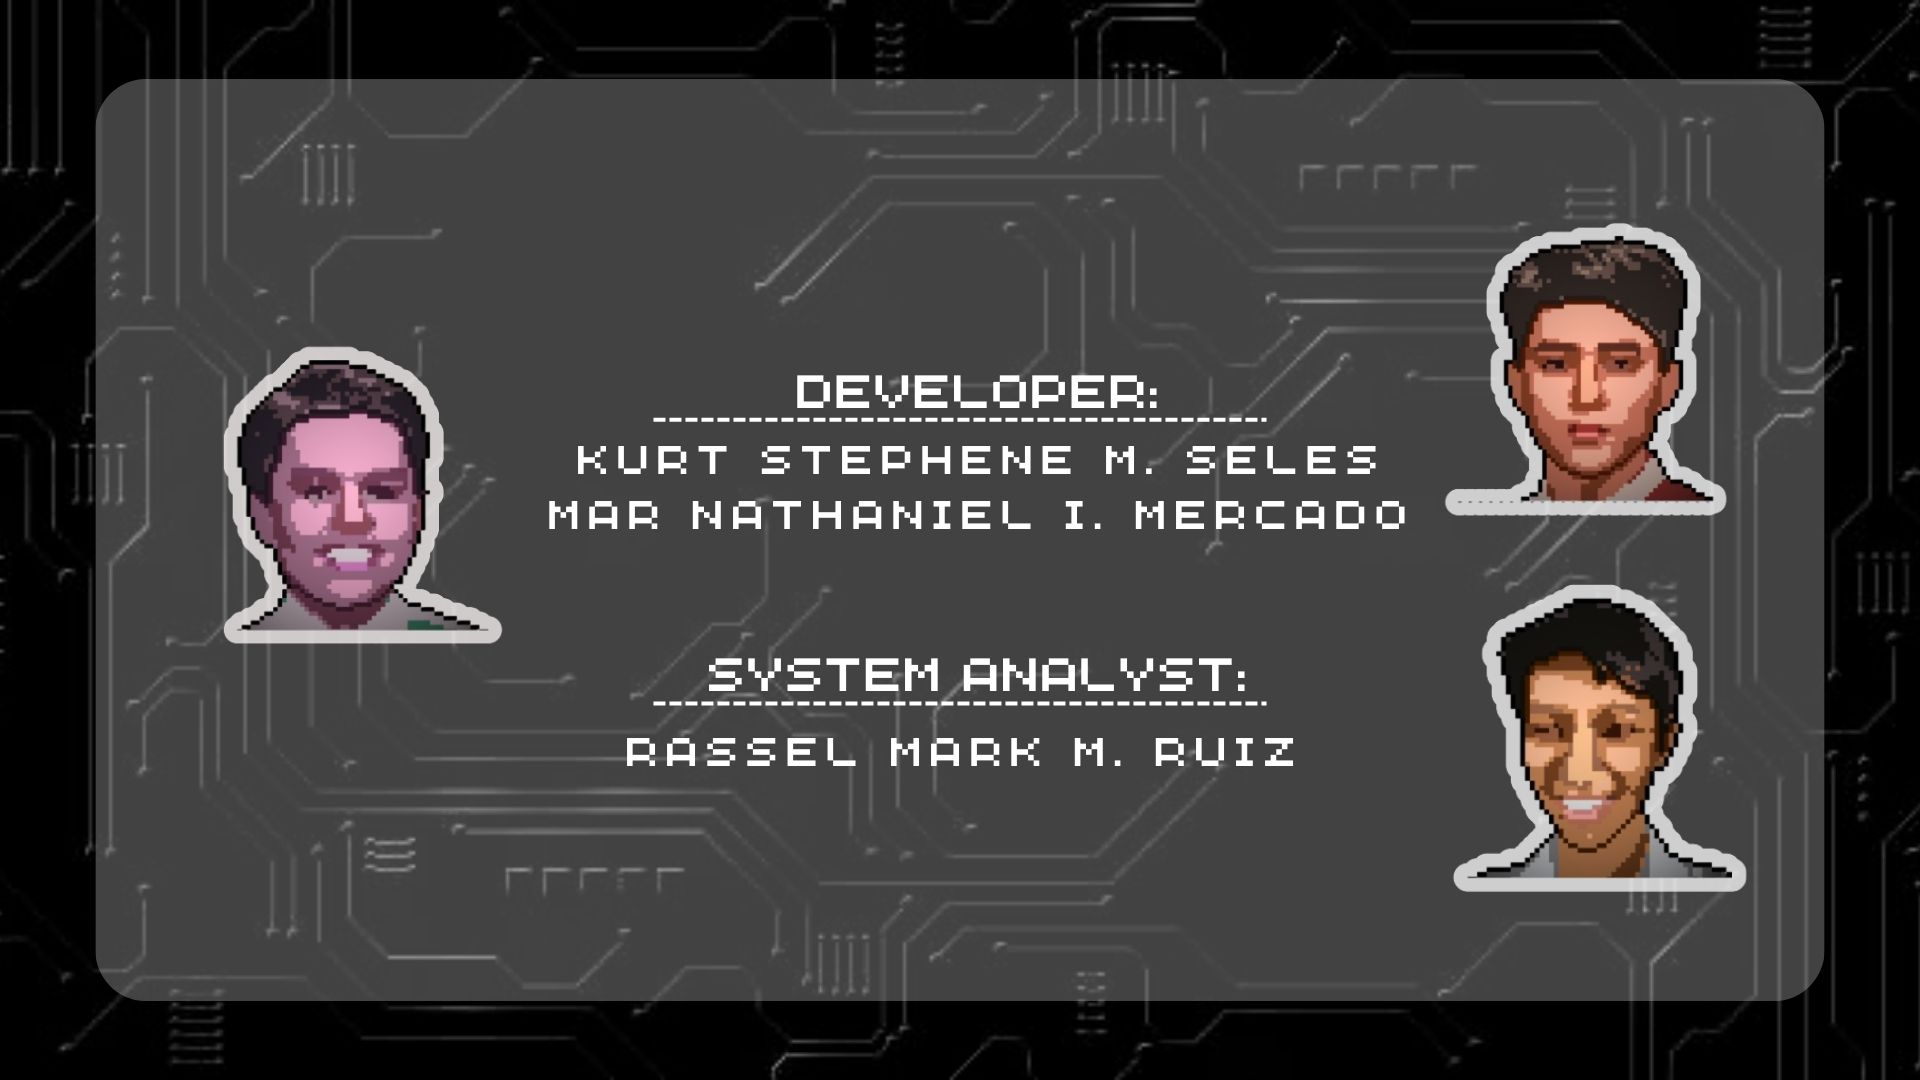 DEVELOPER:
KURT STEPHENE M. SELES
MAR NATHANIEL I. MERCADO
SYSTEM ANALYST:
RASSEL MARK M. RUIZ